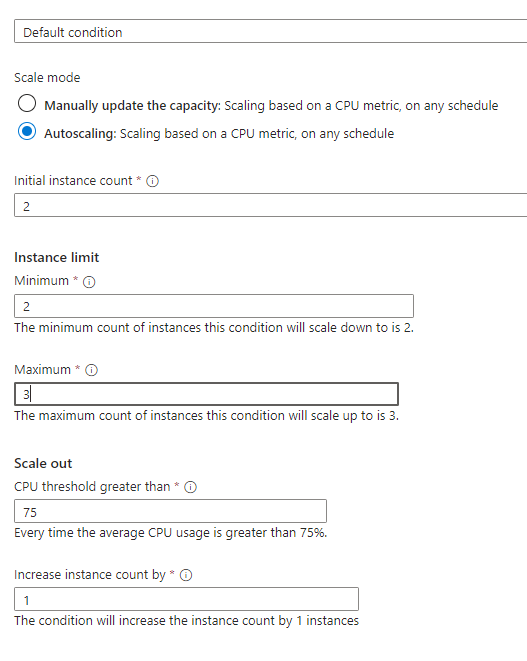 Default condition
Scale mode
Manually update the capacity: Scaling based on a CPU metric, on any schedule
Autoscaling: Scaling based on a CPU metric, on any schedule
Initial instance count *
2
Instance limit
Minimum *
2
The minimum count of instances this condition will scale down to is 2.
Maximum *
3
The maximum count of instances this condition will scale up to is 3.
Scale out
CPU threshold greater than *
75
Every time the average CPU usage is greater than 75%.
Increase instance count by *
1
The condition will increase the instance count by 1 instances